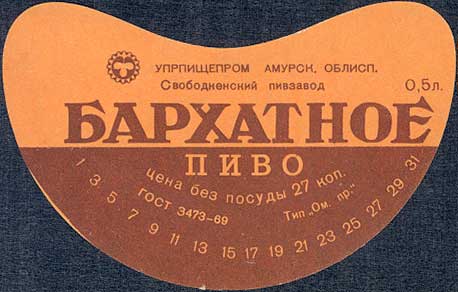 УПРПИЩЕПРОМ АМУРСК. ОБЛИСП.
Свободненский пивзавод
0,5л.
БАРХАТНОЕ
ПИВО
цена без посуды 27 коп.
ГОСТ 3473-69
Тип „Ом. пр."
1 3 5 7 9 11 13 15 17 19 21 23 25 27 29 31